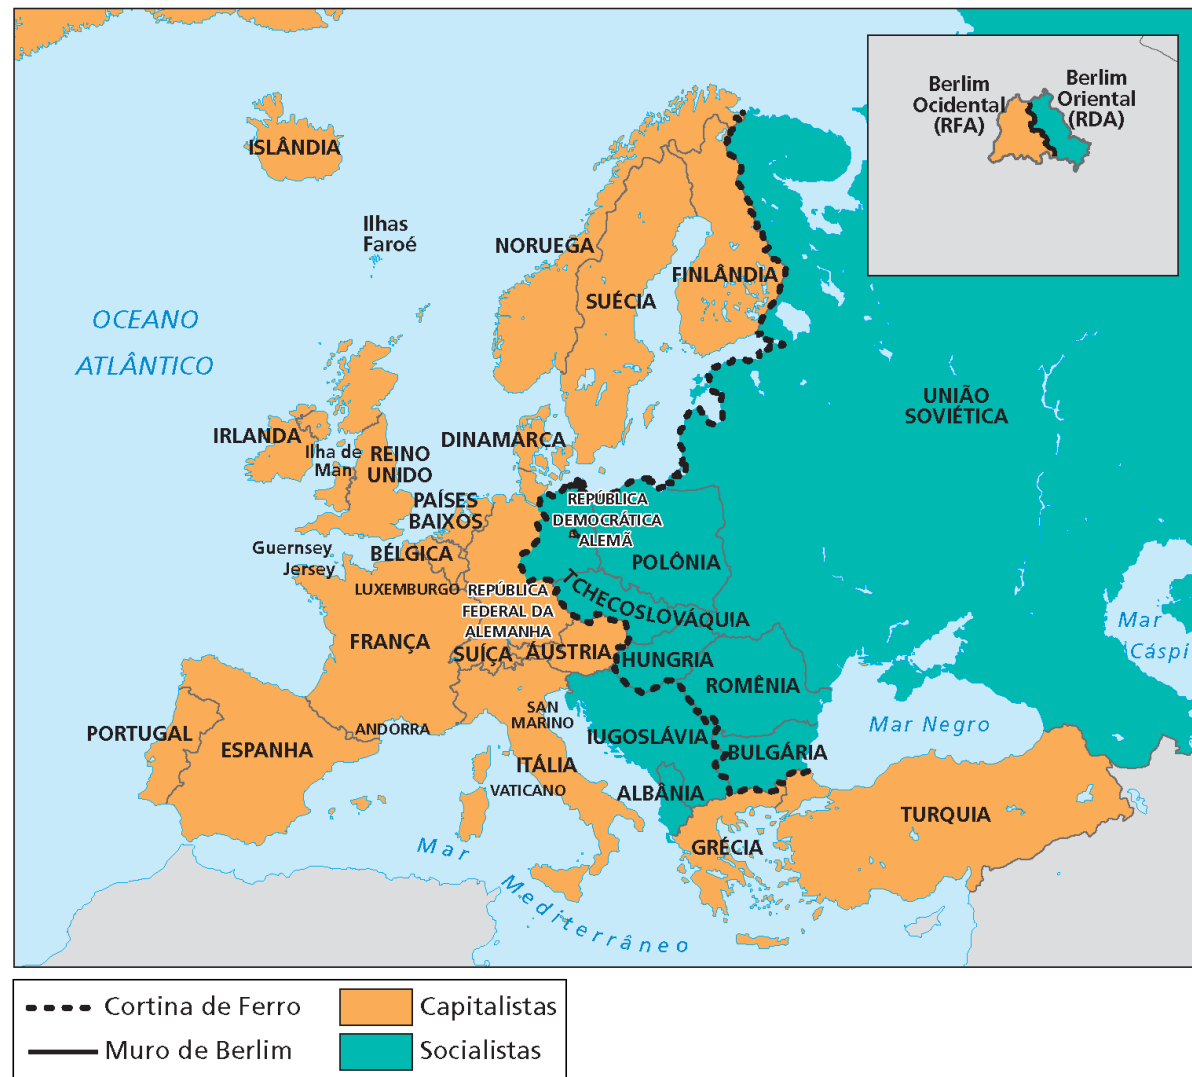 Berlim
Ocidental
(RFA)
Berlim
Oriental
(RDA)
ISLÂNDIA
Ilhas
Faroé
NORUEGA
SUÉCIA
FINLÂNDIA
OCEANO
ATLÂNTICO
UNIÃO
SOVIÉTICA
IRLANDA
Ilha de
Man
REINO
UNIDO
DINAMARCA
PAÍSES
BAIXOS
REPÚBLICA
DEMOCRÁTICA
ALEMÃ
POLÔNIA
Guernsey
Jersey
BÉLGICA
LUXEMBURGO
REPÚBLICA
FEDERAL DA
ALEMANHA
TCHECOSLOVÁQUIA
FRANÇA
SUÍÇA
ÁUSTRIA
HUNGRIA
ROMÊNIA
Mar
Cáspi
PORTUGAL
ESPANHA
ANDORRA
SAN
MARINO
ITÁLIA
VATICANO
IUGOSLÁVIA
BULGÁRIA
ALBÂNIA
Mar Negro
GRÉCIA
TURQUIA
Mar Mediterrâneo
Cortina de Ferro
Capitalistas
Muro de Berlim
Socialistas